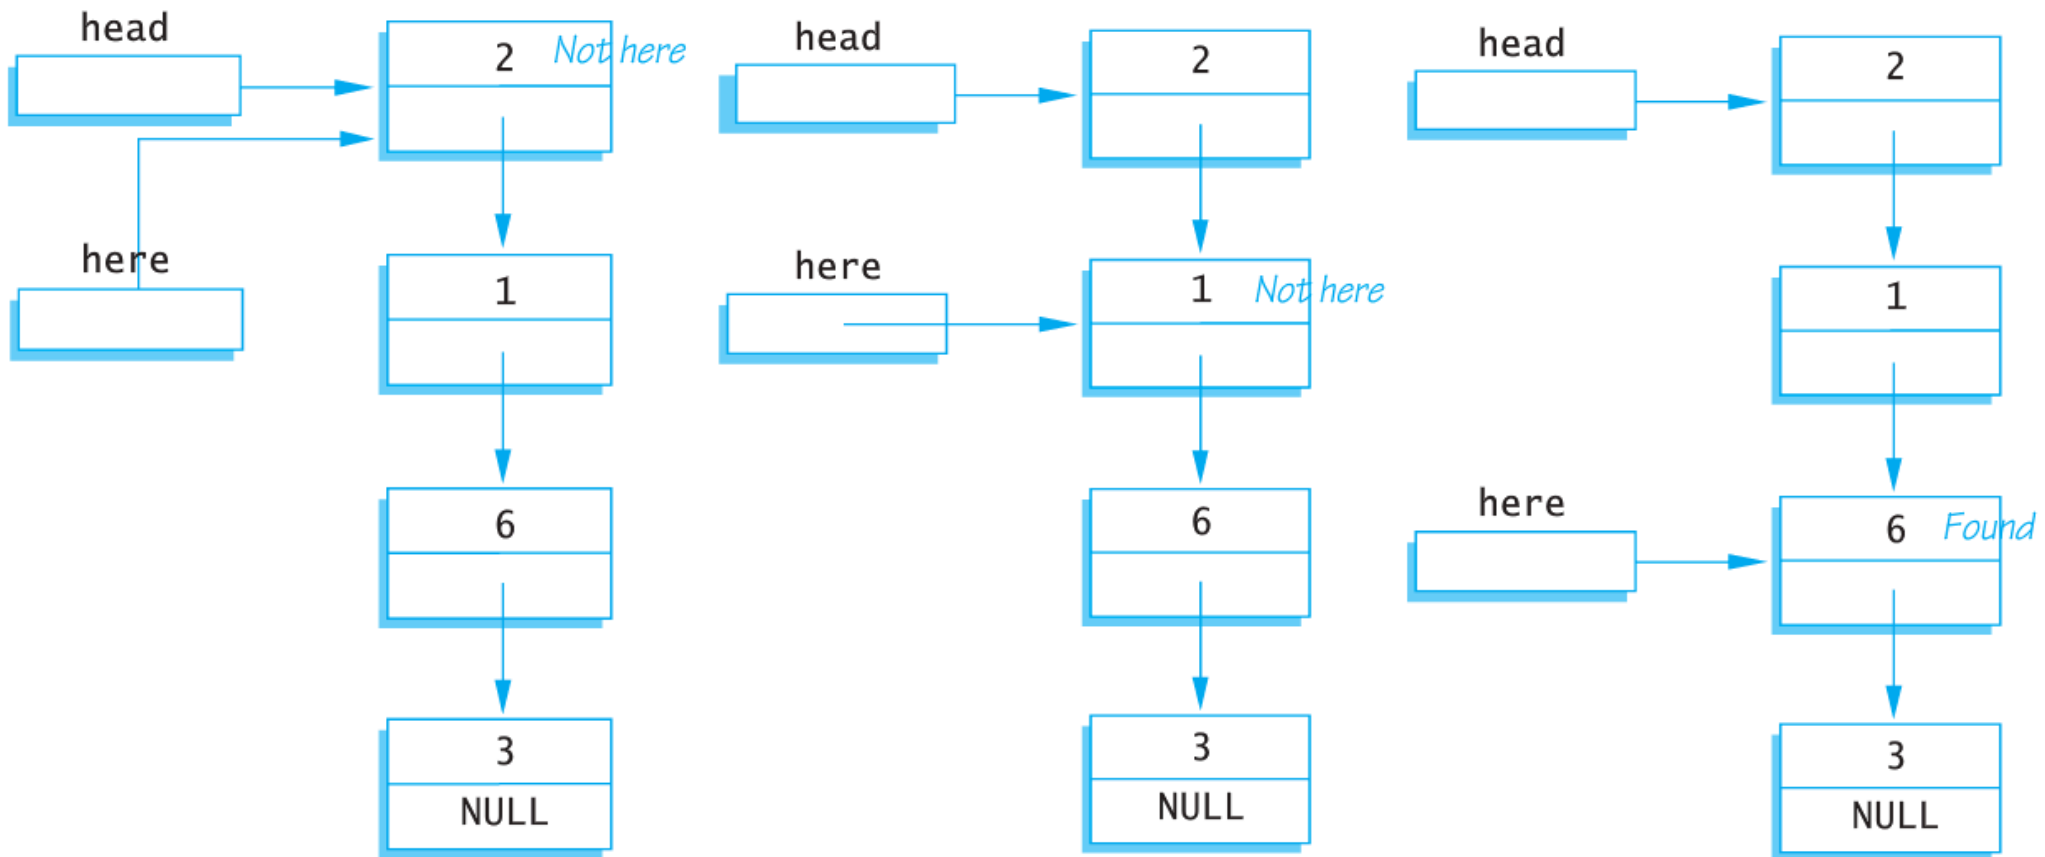 head
2 Not here
here
1
6
3
NULL
head
2
here
1 Not here
6
3
NULL
head
2
1
here
6 Found
3
NULL